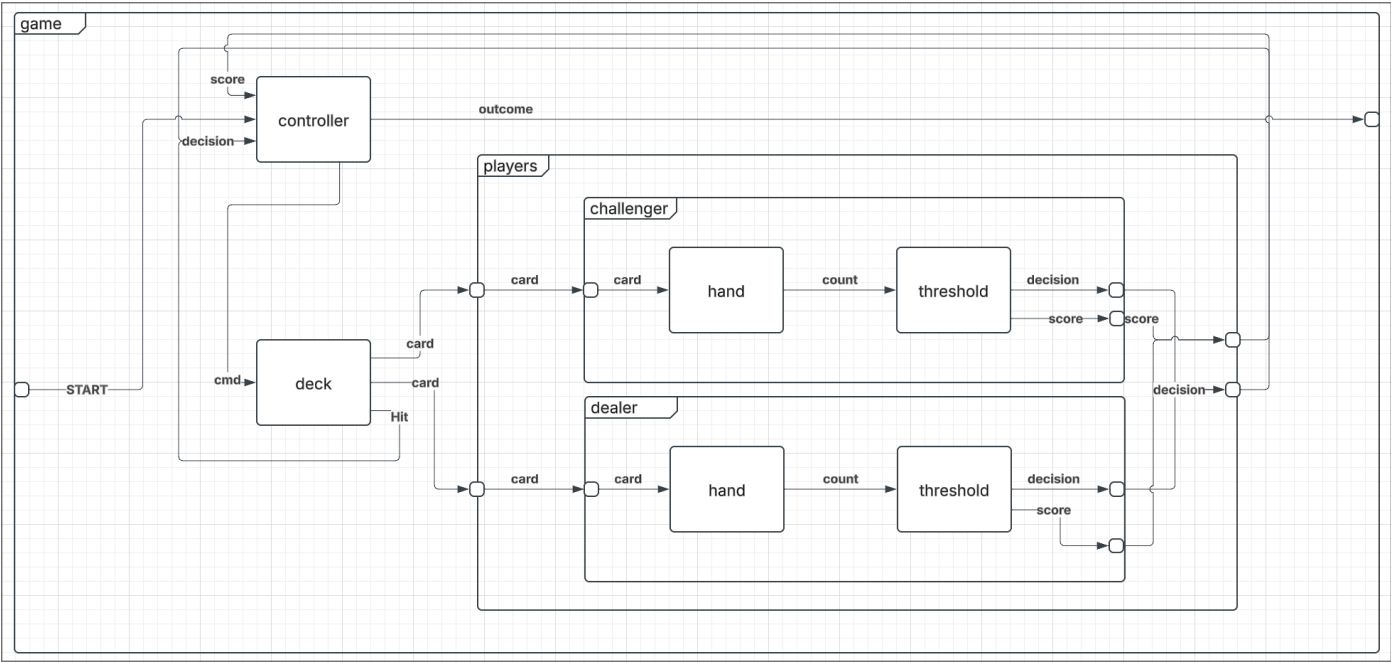 game
score
controller
outcome
decision
players
challenger
card
card
hand
count
threshold
decision
score
score
card
cmd
deck
card
START
Hit
decision
dealer
card
card
hand
count
threshold
decision
score